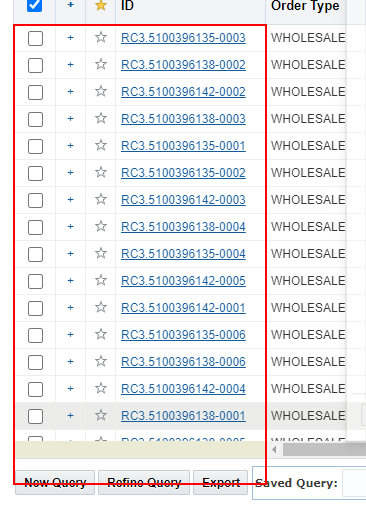 + ID Order Type
+ RC3.5100396135-0003 WHOLESALE
+ RC3.5100396138-0002 WHOLESALE
+ RC3.5100396142-0002 WHOLESALE
+ RC3.5100396138-0003 WHOLESALE
+ RC3.5100396135-0001 WHOLESALE
+ RC3.5100396135-0002 WHOLESALE
+ RC3.5100396142-0003 WHOLESALE
+ RC3.5100396138-0004 WHOLESALE
+ RC3.5100396135-0004 WHOLESALE
+ RC3.5100396142-0005 WHOLESALE
+ RC3.5100396142-0001 WHOLESALE
+ RC3.5100396135-0006 WHOLESALE
+ RC3.5100396138-0006 WHOLESALE
+ RC3.5100396142-0004 WHOLESALE
+ RC3.5100396138-0001 WHOLESALE
New Query Refine Query Export Saved Query: